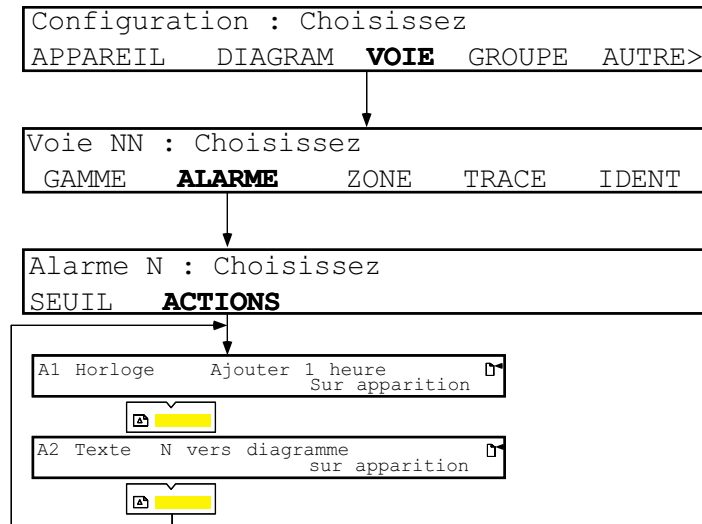 Configuration : Choisissez
APPAREIL DIAGRAM VOIE GROUPE AUTRE>
Voie NN : Choisissez
GAMME ALARME ZONE TRACE IDENT
Alarme N : Choisissez
SEUIL ACTIONS
A1 Horloge Ajouter 1 heure
Sur apparition
A2 Texte N vers diagramme
sur apparition